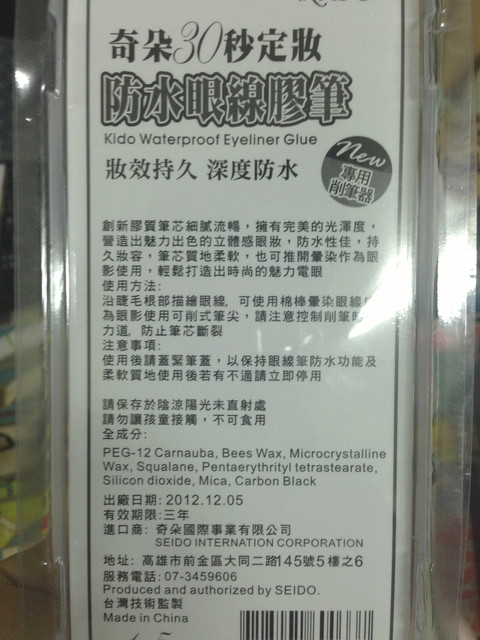 奇朵30秒定妝
防水眼線膠筆
Kido Waterproof Eyeliner Glue
妝效持久 深度防水
New
專用
削筆器
創新膠質筆芯細膩流暢，擁有完美的光澤度，
營造出魅力出色的立體感眼妝，防水性佳，持
久妝容，筆芯質地柔軟，也可推開暈染作為眼
影使用，輕鬆打造出時尚的魅力電眼
使用方法:
沿睫毛根部描繪眼線, 可使用棉棒暈染眼線
為眼影使用可削式筆尖，請注意控制削筆
力道, 防止筆芯斷裂
注意事項:
使用後請蓋緊筆蓋，以保持眼線筆防水功能及
柔軟質地使用後若有不適請立即停用
請保存於陰涼陽光未直射處
請勿讓孩童接觸，不可食用
全成分:
PEG-12 Carnauba, Bees Wax, Microcrystalline
Wax, Squalane, Pentaerythrityl tetrastearate,
Silicon dioxide, Mica, Carbon Black
出廠日期: 2012.12.05
有效期限:三年
進口商: 奇朵國際事業有限公司
SEIDO INTERNATION CORPORATION
地址: 高雄市前金區大同二路145號5樓之6
服務電話: 07-3459606
Produced and authorized by SEIDO.
台灣技術監製
Made in China